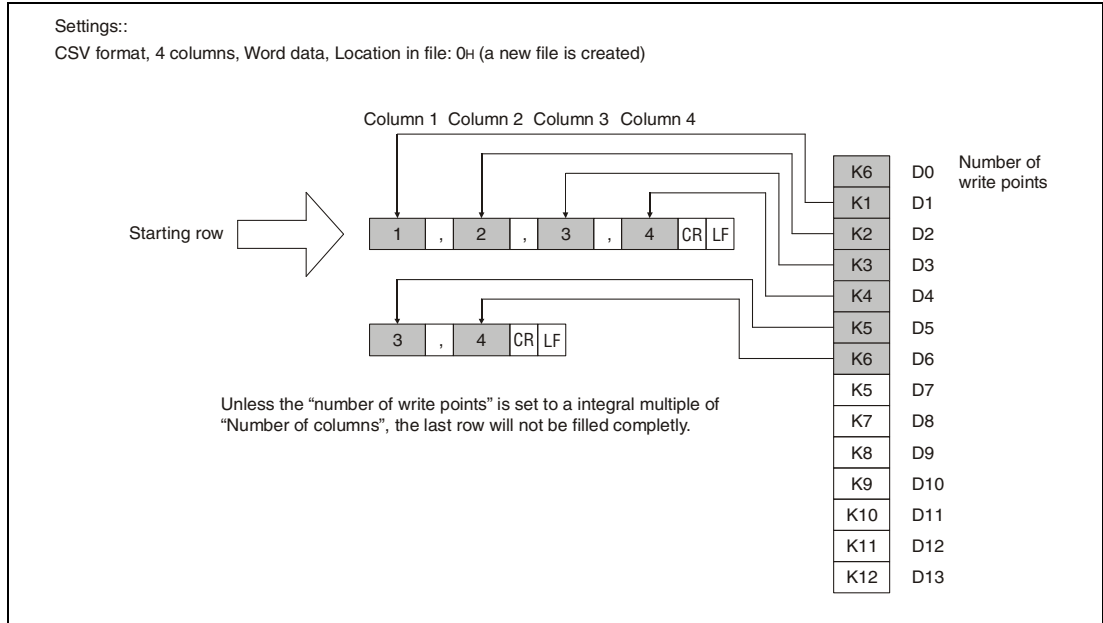 Settings::
CSV format, 4 columns, Word data, Location in file: 0H (a new file is created)
Column 1 Column 2 Column 3 Column 4
Number of
write points
K6 D0
K1 D1
K2 D2
K3 D3
K4 D4
K5 D5
K6 D6
K5 D7
K7 D8
K8 D9
K9 D10
K10 D11
K11 D12
K12 D13
Starting row
1 , 2 , 3 , 4 CR LF
3 , 4 CR LF
Unless the “number of write points” is set to a integral multiple of
“Number of columns”, the last row will not be filled completly.